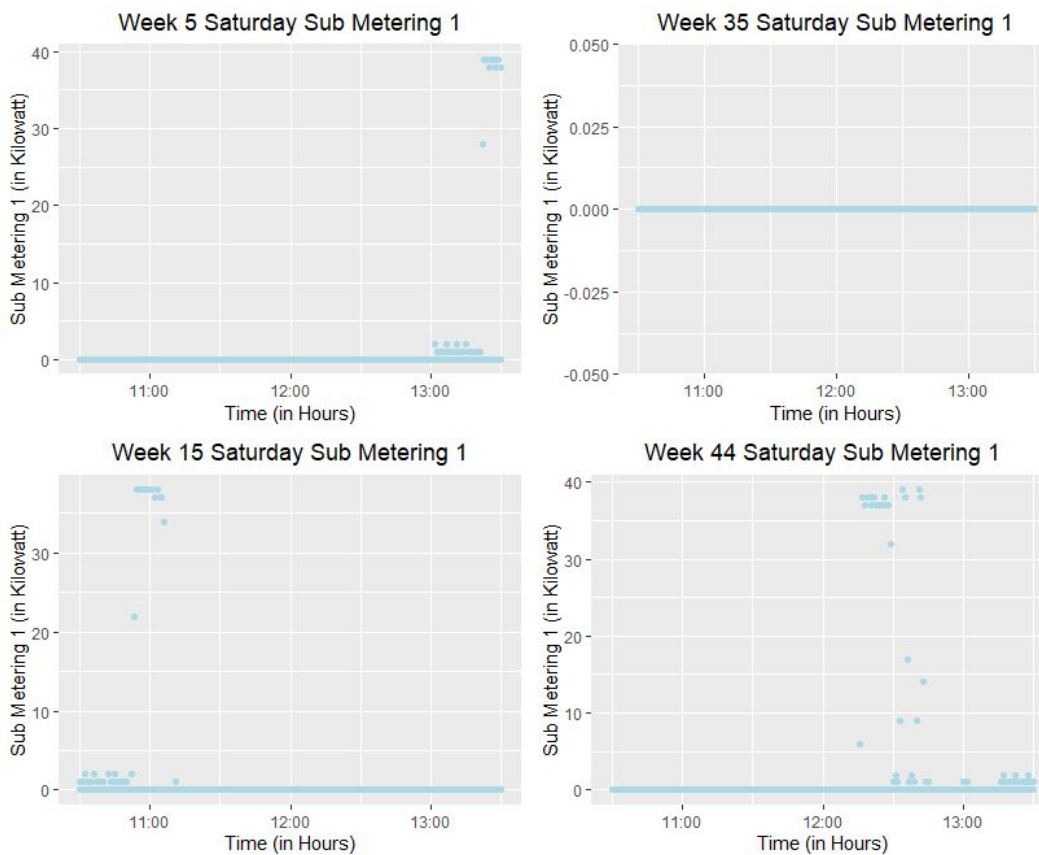 Week 5 Saturday Sub Metering 1
Sub Metering 1 (in Kilowatt)
40
30
20
10
0
11:00 12:00 13:00
Time (in Hours)
Week 35 Saturday Sub Metering 1
Sub Metering 1 (in Kilowatt)
0.050
0.025
0.000
-0.025
-0.050
11:00 12:00 13:00
Time (in Hours)
Week 15 Saturday Sub Metering 1
Sub Metering 1 (in Kilowatt)
30
20
10
0
11:00 12:00 13:00
Time (in Hours)
Week 44 Saturday Sub Metering 1
Sub Metering 1 (in Kilowatt)
40
30
20
10
0
11:00 12:00 13:00
Time (in Hours)